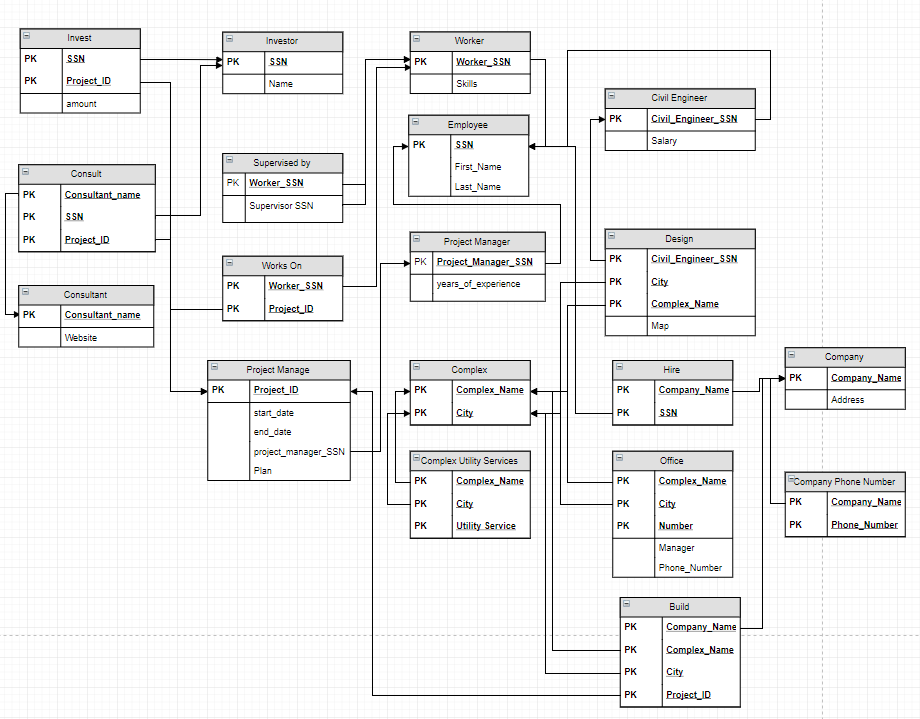 Invest
PK SSN
PK Project_ID
amount
Investor
PK SSN
Name
Worker
PK Worker_SSN
Skills
Civil Engineer
PK Civil_Engineer_SSN
Salary
Employee
PK SSN
First_Name
Last_Name
Supervised by
PK Worker_SSN
Supervisor SSN
Consult
PK Consultant_name
PK SSN
PK Project_ID
Project Manager
PK Project_Manager_SSN
years_of_experience
Design
PK Civil_Engineer_SSN
PK City
PK Complex_Name
Map
Works On
PK Worker_SSN
PK Project_ID
Consultant
PK Consultant_name
Website
Project Manage
PK Project_ID
start_date
end_date
project_manager_SSN
Plan
Complex
PK Complex_Name
PK City
Hire
PK Company_Name
PK SSN
Company
PK Company_Name
Address
Complex Utility Services
PK Complex_Name
PK City
PK Utility Service
Office
PK Complex_Name
PK City
PK Number
Manager
Phone_Number
Company Phone Number
PK Company_Name
PK Phone_Number
Build
PK Company_Name
PK Complex_Name
PK City
PK Project_ID